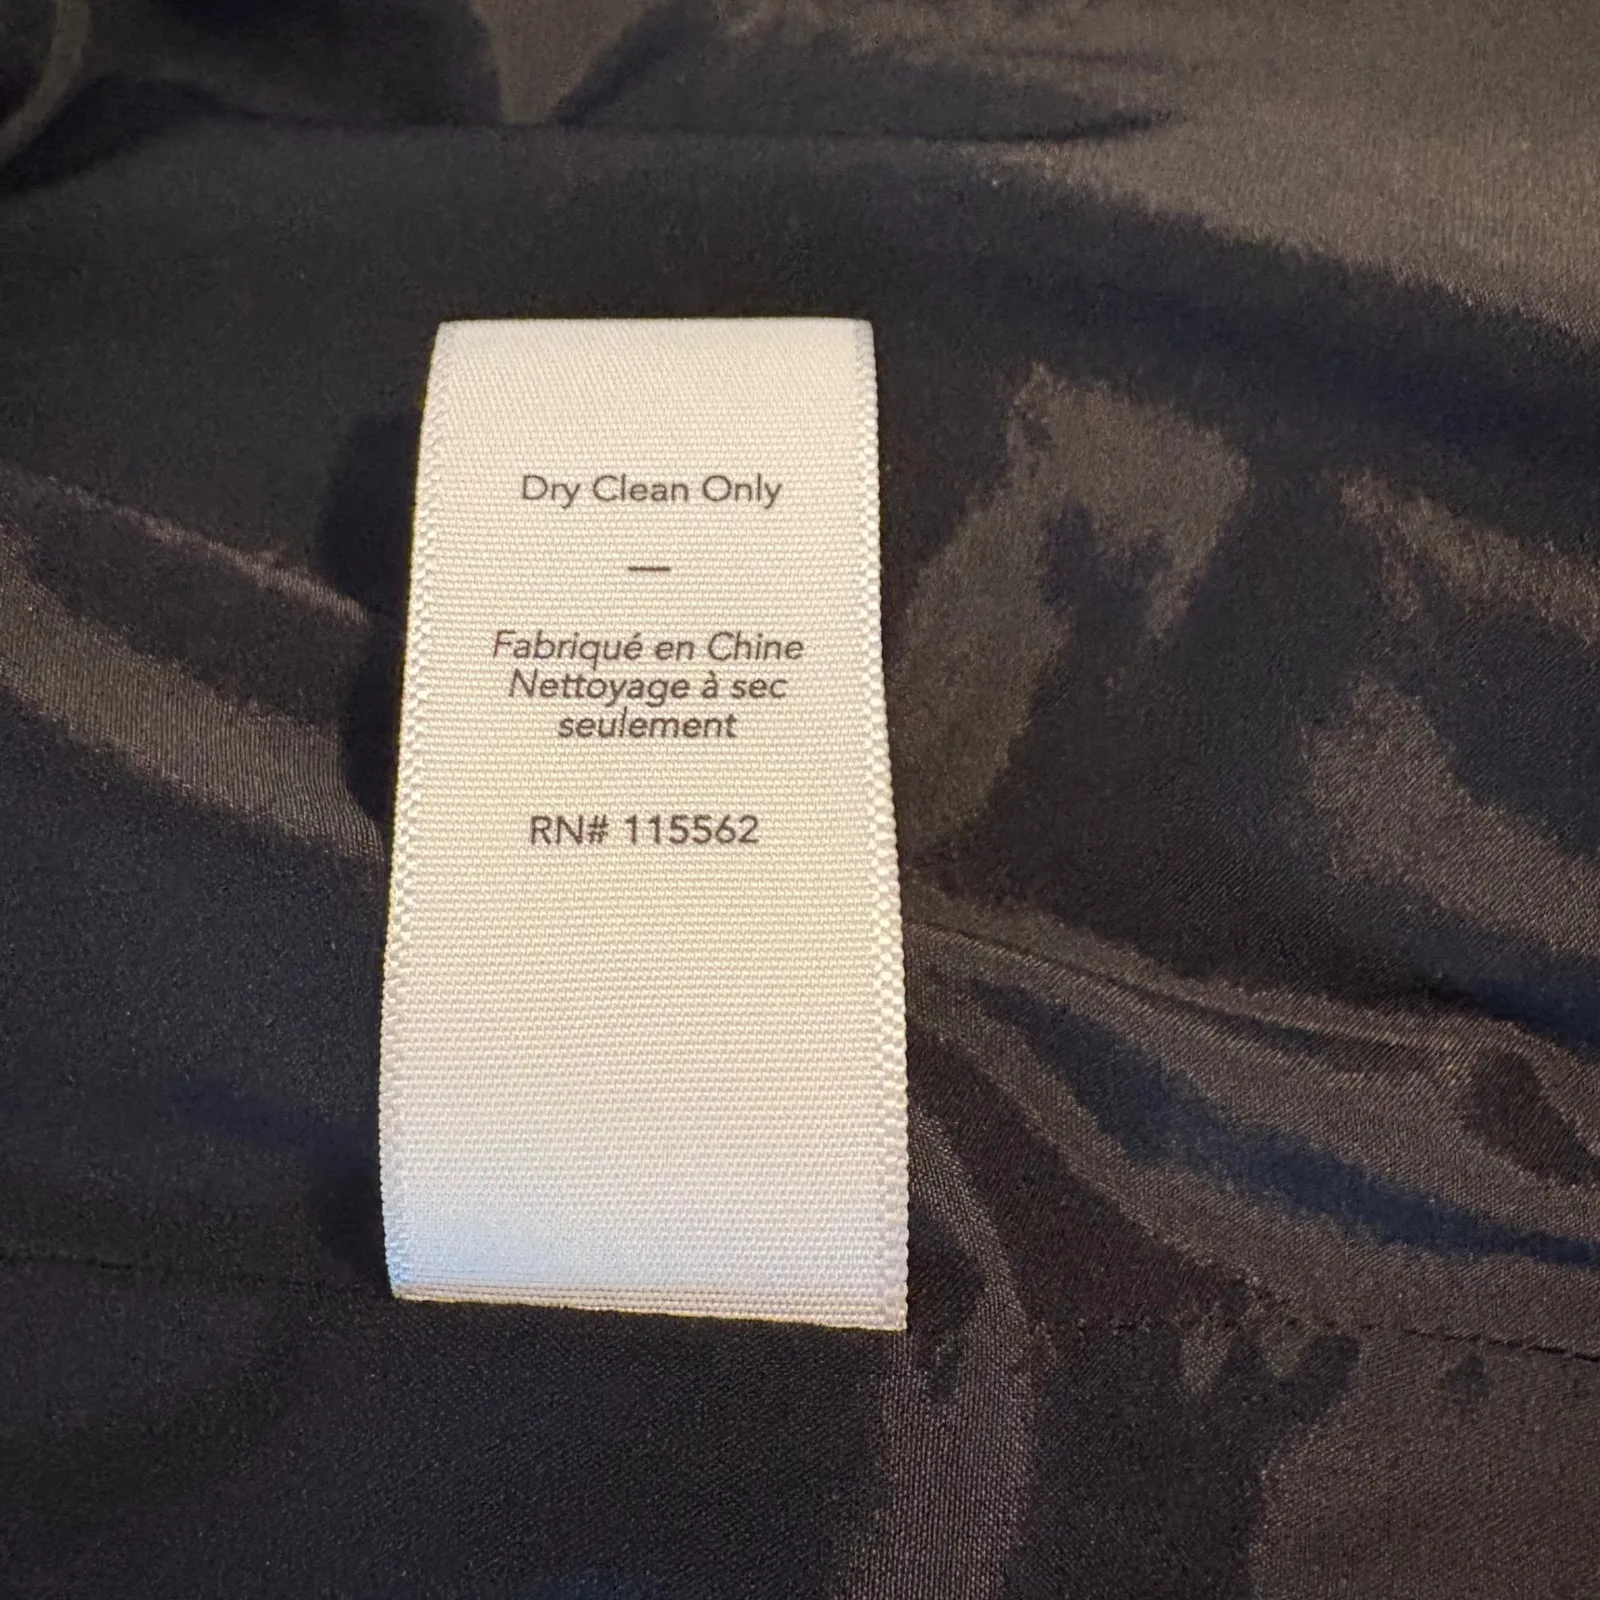 Dry Clean Only
—
Fabriqué en Chine
Nettoyage à sec
seulement
RN# 115562